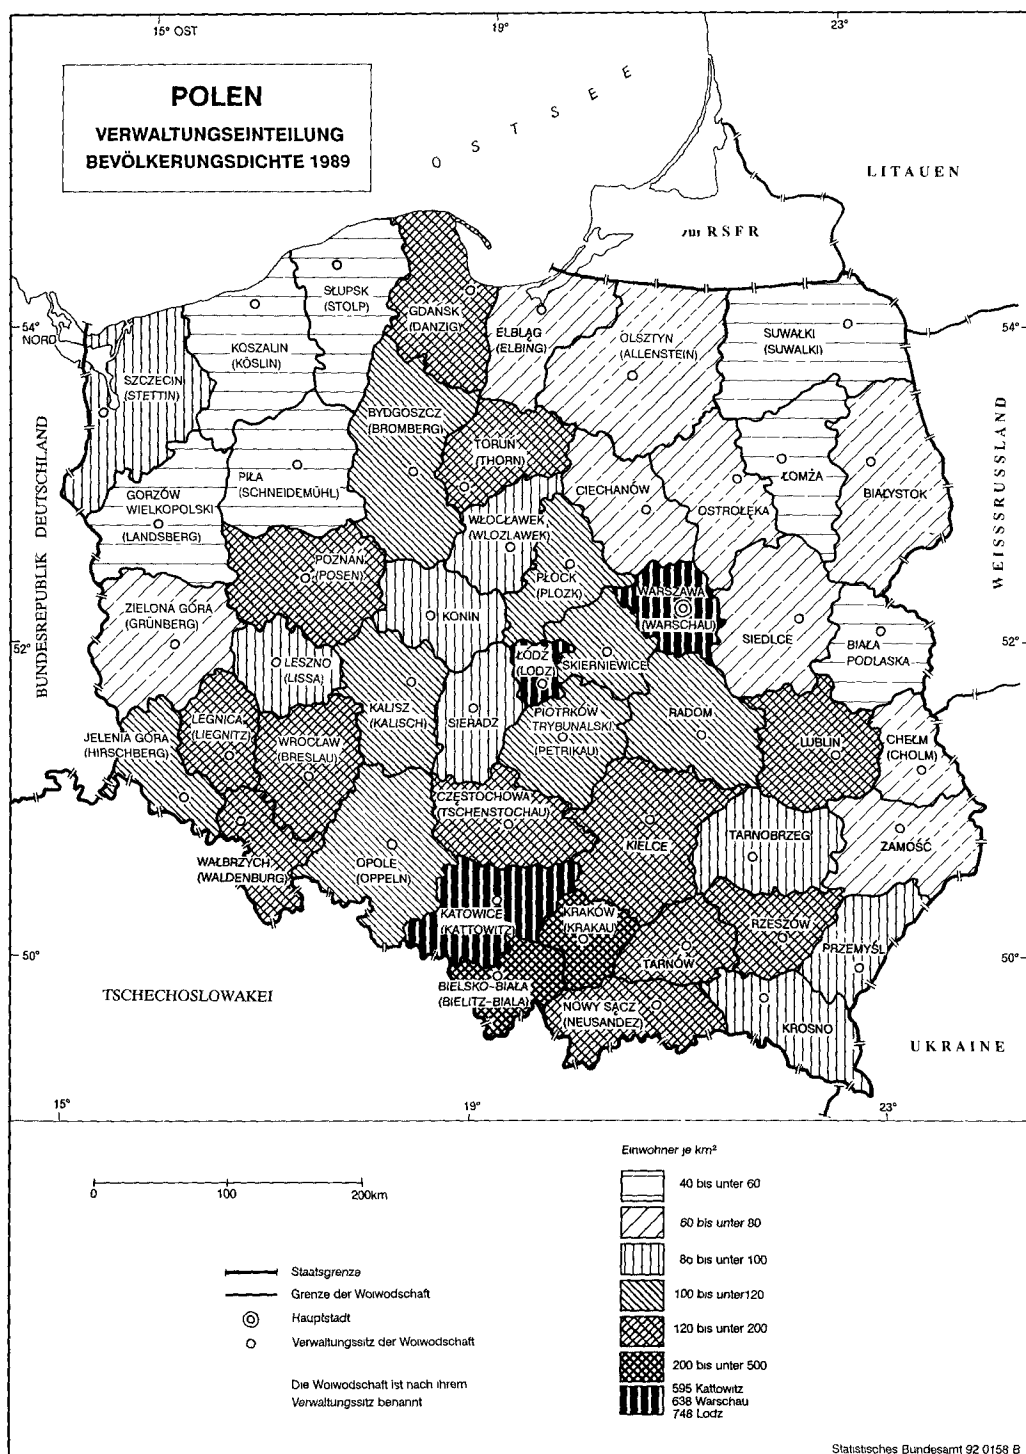 15° OST
19°
23°
POLEN
VERWALTUNGSEINTEILUNG
BEVÖLKERUNGSDICHTE 1989
O S T S E E
LITAUEN
zur RSFR
54°
NORD
54°
SŁUPSK
(STOLP)
GDAŃSK
(DANZIG)
KOSZALIN
(KÖSLIN)
ELBLĄG
(ELBING)
OLSZTYN
(ALLENSTEIN)
SUWAŁKI
(SUWALKI)
SZCZECIN
(STETTIN)
BYDGOSZCZ
(BROMBERG)
TORUŃ
(THORN)
PIŁA
(SCHNEIDEMÜHL)
GORZÓW
WIELKOPOLSKI
(LANDSBERG)
CIECHANÓW
OSTROŁĘKA
ŁOMŻA
BIAŁYSTOK
WŁOCŁAWEK
(WLOZLAWEK)
POZNAŃ
(POSEN)
PŁOCK
(PLOZK)
WARSZAWA
(WARSCHAU)
ZIELONA GÓRA
(GRÜNBERG)
KONIN
SIEDLCE
BIAŁA
PODLASKA
BUNDESREPUBLIK DEUTSCHLAND
WEISSRUSSLAND
52°
52°
LESZNO
(LISSA)
ŁÓDŹ
(LODZ)
SKIERNIEWICE
KALISZ
(KALISCH)
SIERADZ
PIOTRKÓW
TRYBUNALSKI
(PETRIKAU)
RADOM
LEGNICA
(LIEGNITZ)
JELENIA GÓRA
(HIRSCHBERG)
WROCŁAW
(BRESLAU)
LUBLIN
CHEŁM
(CHOLM)
CZĘSTOCHOWA
(TSCHENSTOCHAU)
KIELCE
TARNOBRZEG
ZAMOŚĆ
WAŁBRZYCH
(WALDENBURG)
OPOLE
(OPPELN)
KATOWICE
(KATTOWITZ)
KRAKÓW
(KRAKAU)
RZESZÓW
PRZEMYŚL
TARNÓW
50°
50°
BIELSKO-BIAŁA
(BIELITZ-BIALA)
NOWY SĄCZ
(NEUSANDEZ)
KROSNO
TSCHECHOSLOWAKEI
UKRAINE
15°
19°
23°
0 100 200km
Staatsgrenze
Grenze der Woiwodschaft
Hauptstadt
Verwaltungssitz der Woiwodschaft
Die Woiwodschaft ist nach ihrem
Verwaltungssitz benannt
Einwohner je km²
40 bis unter 60
60 bis unter 80
80 bis unter 100
100 bis unter 120
120 bis unter 200
200 bis unter 500
595 Kattowitz
638 Warschau
748 Lodz
Statistisches Bundesamt 92 0158 B